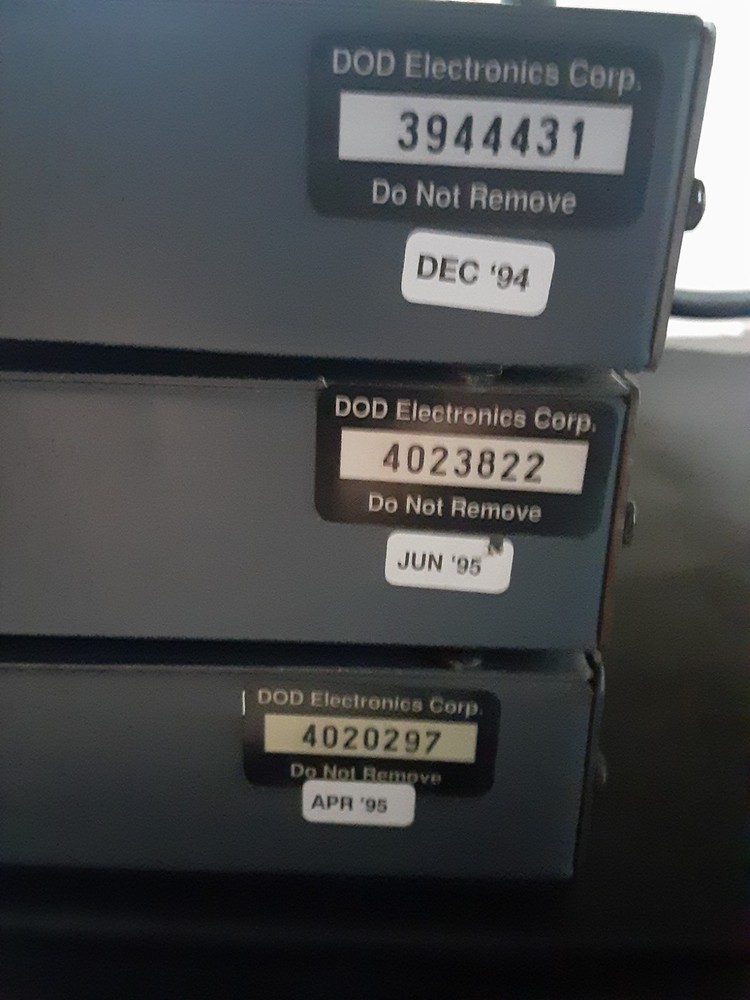 DOD Electronics Corp.
3944431
Do Not Remove
DEC '94
DOD Electronics Corp.
4023822
Do Not Remove
JUN '95
DOD Electronics Corp.
4020297
Do Not Remove
APR '95